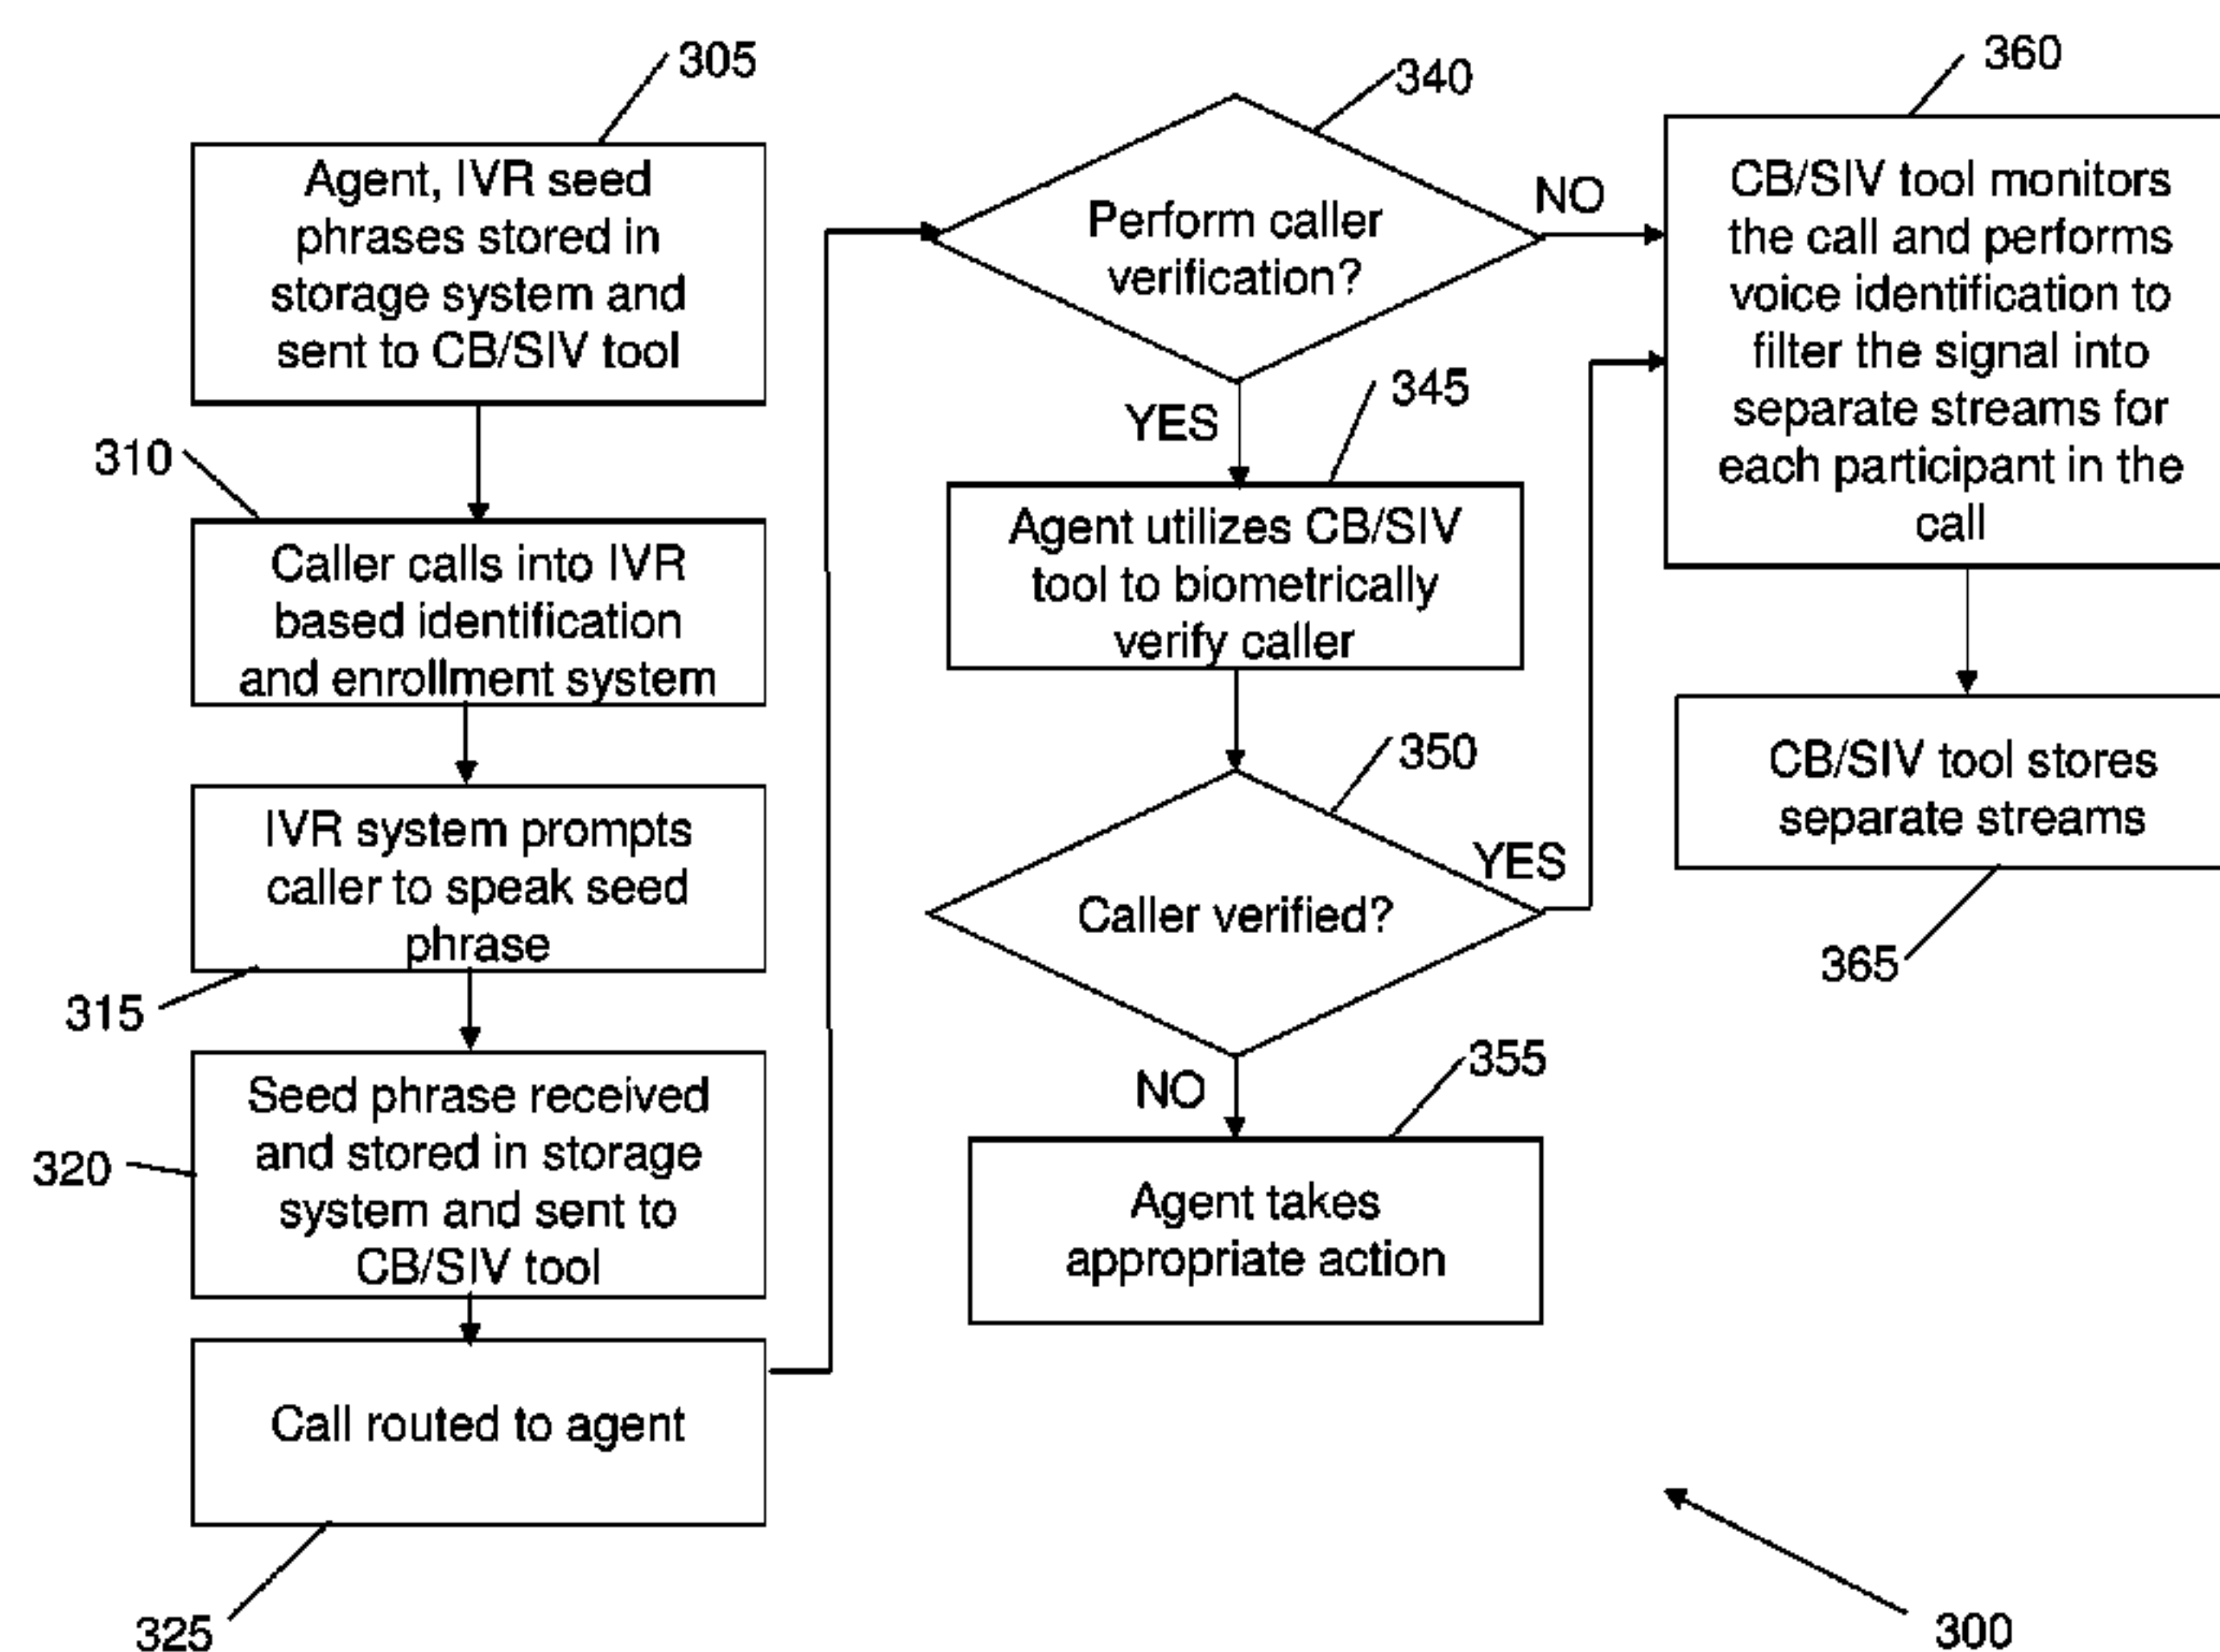 305
Agent, IVR seed
phrases stored in
storage system and
sent to CB/SIV tool
310
Caller calls into IVR
based identification
and enrollment system
IVR system prompts
caller to speak seed
phrase
315
Seed phrase received
and stored in storage
system and sent to
CB/SIV tool
320
Call routed to agent
325
340
Perform caller
verification?
NO
YES
345
Agent utilizes CB/SIV
tool to biometrically
verify caller
350
YES
Caller verified?
NO
355
Agent takes
appropriate action
360
CB/SIV tool monitors
the call and performs
voice identification to
filter the signal into
separate streams for
each participant in the
call
CB/SIV tool stores
separate streams
365
300